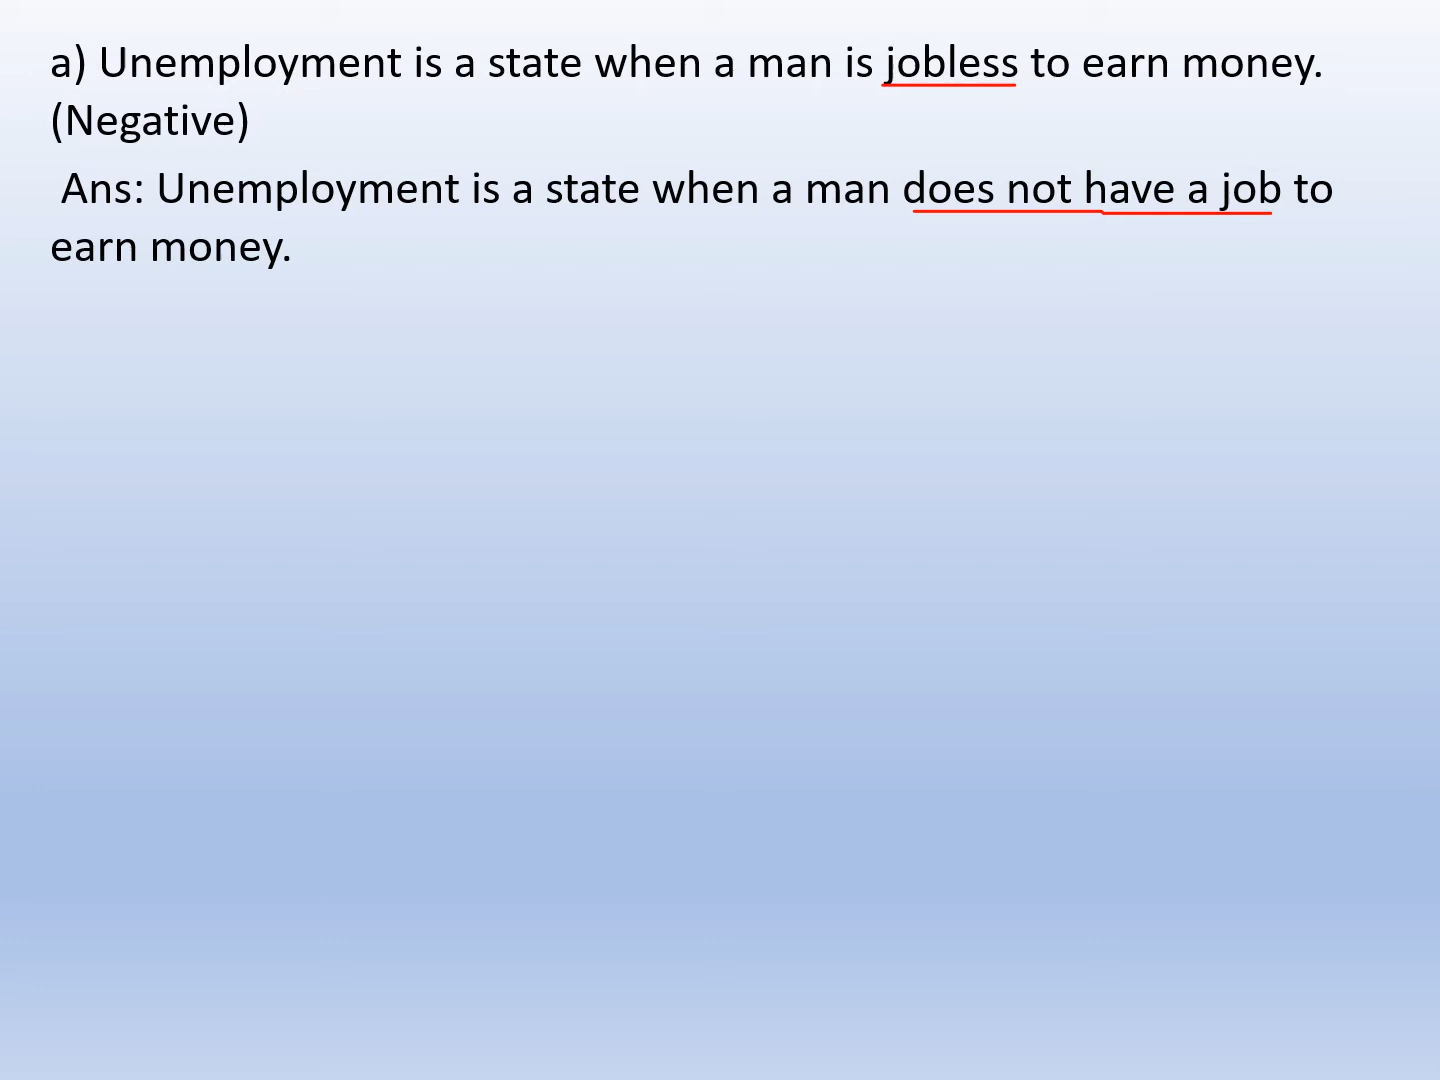 a) Unemployment is a state when a man is jobless to earn money.
(Negative)
Ans: Unemployment is a state when a man does not have a job to
earn money.